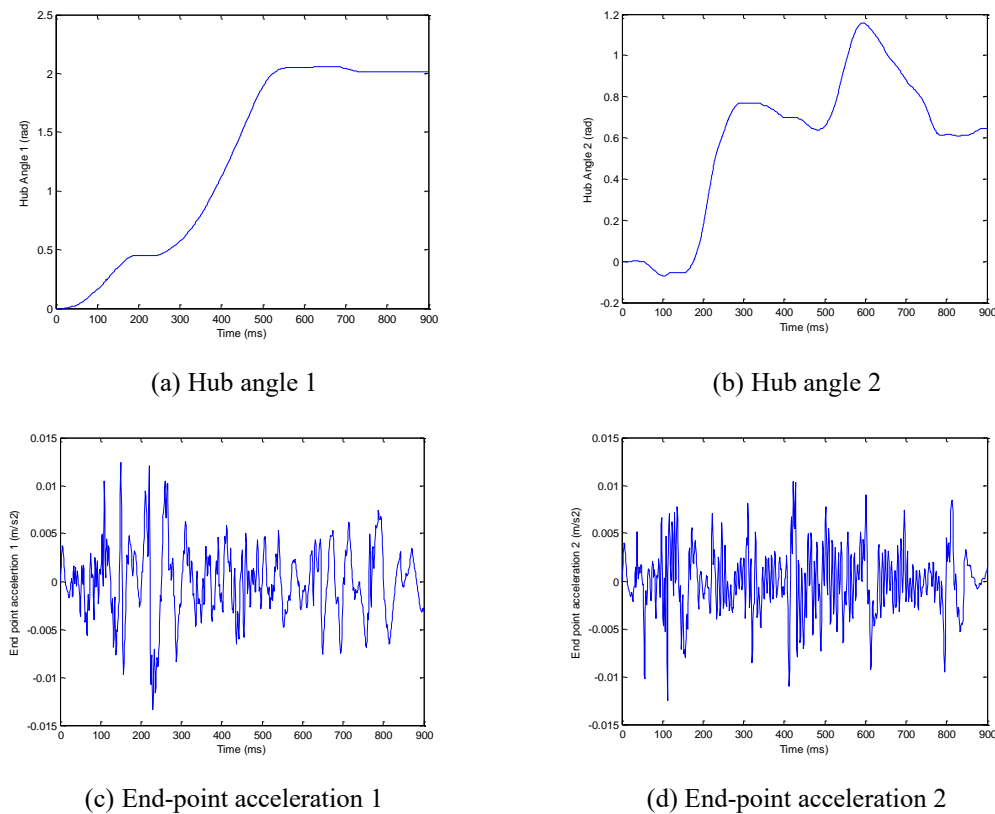 2.5
2
1.5
1
0.5
0
0 100 200 300 400 500 600 700 800 900
Hub Angle 1 (rad)
Time (ms)
(a) Hub angle 1
1.2
1
0.8
0.6
0.4
0.2
0
-0.2
0 100 200 300 400 500 600 700 800 900
Hub Angle 2 (rad)
Time (ms)
(b) Hub angle 2
0.015
0.01
0.005
0
-0.005
-0.01
-0.015
0 100 200 300 400 500 600 700 800 900
End point accelertion 1 (m/s2)
Time (ms)
(c) End-point acceleration 1
0.015
0.01
0.005
0
-0.005
-0.01
-0.015
0 100 200 300 400 500 600 700 800 900
End point acceleration 2 (m/s2)
Time (ms)
(d) End-point acceleration 2